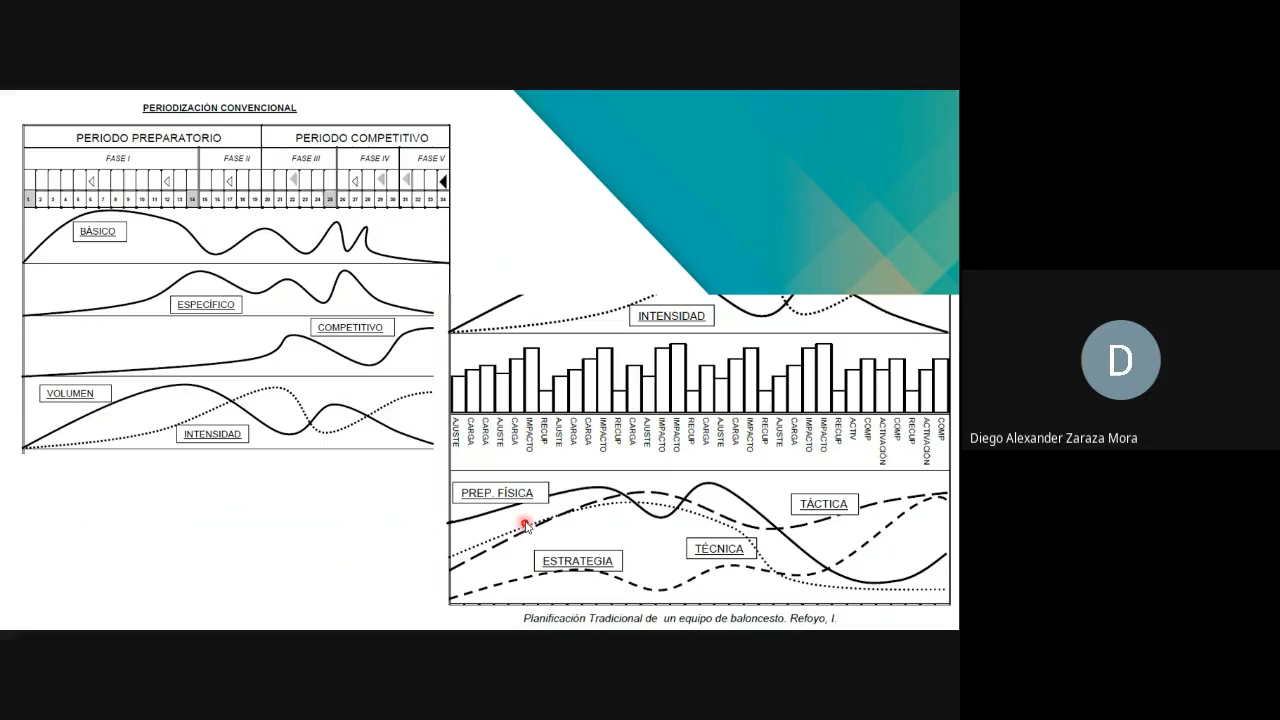 PERIODIZACIÓN CONVENCIONAL
PERIODO PREPARATORIO PERIODO COMPETITIVO
FASE I FASE II FASE III FASE IV FASE V
1 2 3 4 5 6 7 8 9 10 11 12 13 14 15 16 17 18 19 20 21 22 23 24 25 26 27 28 29 30 31 32 33 34
BÁSICO
ESPECÍFICO
COMPETITIVO
VOLUMEN
INTENSIDAD
INTENSIDAD
AJUSTE CARGA CARGA AJUSTE CARGA IMPACTO RECUP AJUSTE CARGA CARGA IMPACTO RECUP CARGA AJUSTE IMPACTO IMPACTO RECUP CARGA AJUSTE CARGA IMPACTO RECUP AJUSTE CARGA IMPACTO IMPACTO RECUP ACTIV COMP ACTIVACIÓN COMP RECUP ACTIVACIÓN COMP
PREP. FÍSICA
TÁCTICA
TÉCNICA
ESTRATEGIA
Planificación Tradicional de un equipo de baloncesto. Refoyo, I.
D
Diego Alexander Zaraza Mora